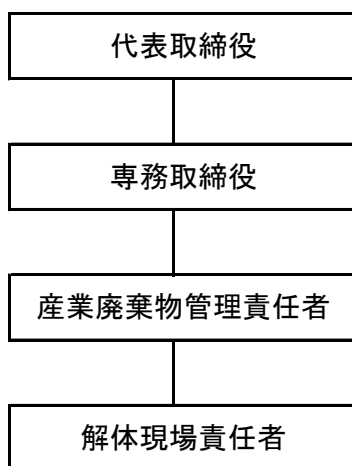 代表取締役
専務取締役
産業廃棄物管理責任者
解体現場責任者